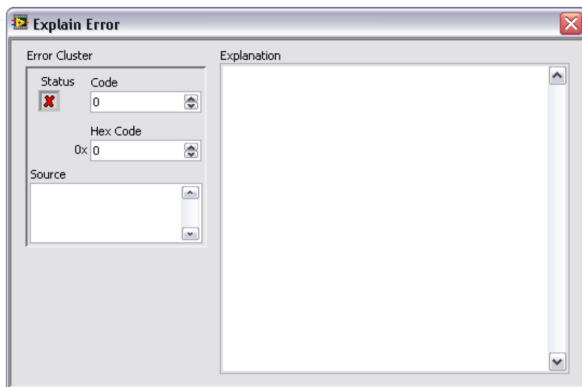 Explain Error
Error Cluster
Status Code
0
Hex Code
0x 0
Source
Explanation